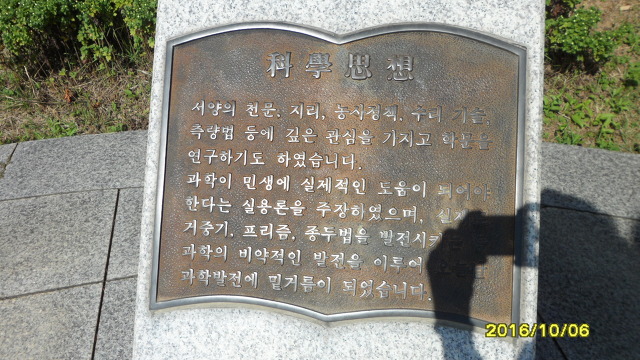 科學思想
서양의 천문, 지리, 농사정책, 수리 기술,
측량법 등에 깊은 관심을 가지고 학문을
연구하기도 하였습니다.
과학이 민생에 실제적인 도움이 되어야
한다는 실용론을 주장하였으며,
거중기, 프리즘, 종두법을 발전시켜
과학의 비약적인 발전을 이루어
과학발전에 밑거름이 되었습니다.
2016/10/06